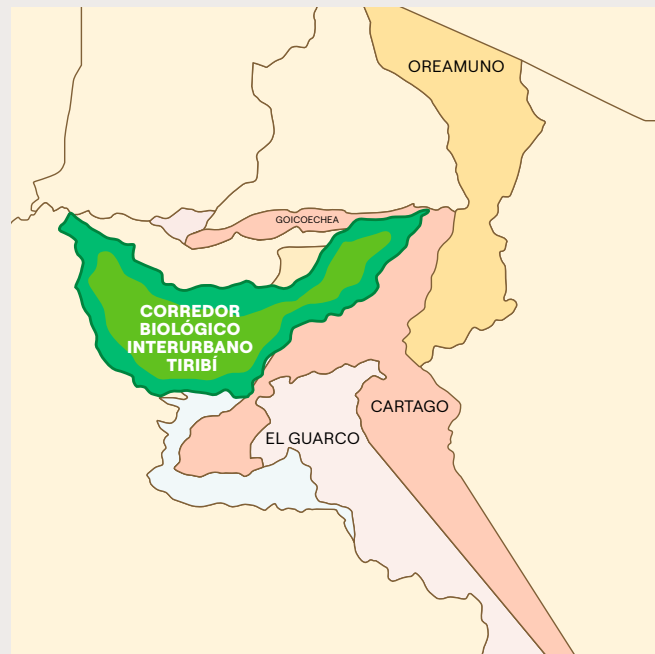 OREAMUNO
GOICOECHEA
CORREDOR
BIOLÓGICO
INTERURBANO
TIRIBÍ
CARTAGO
EL GUARCO